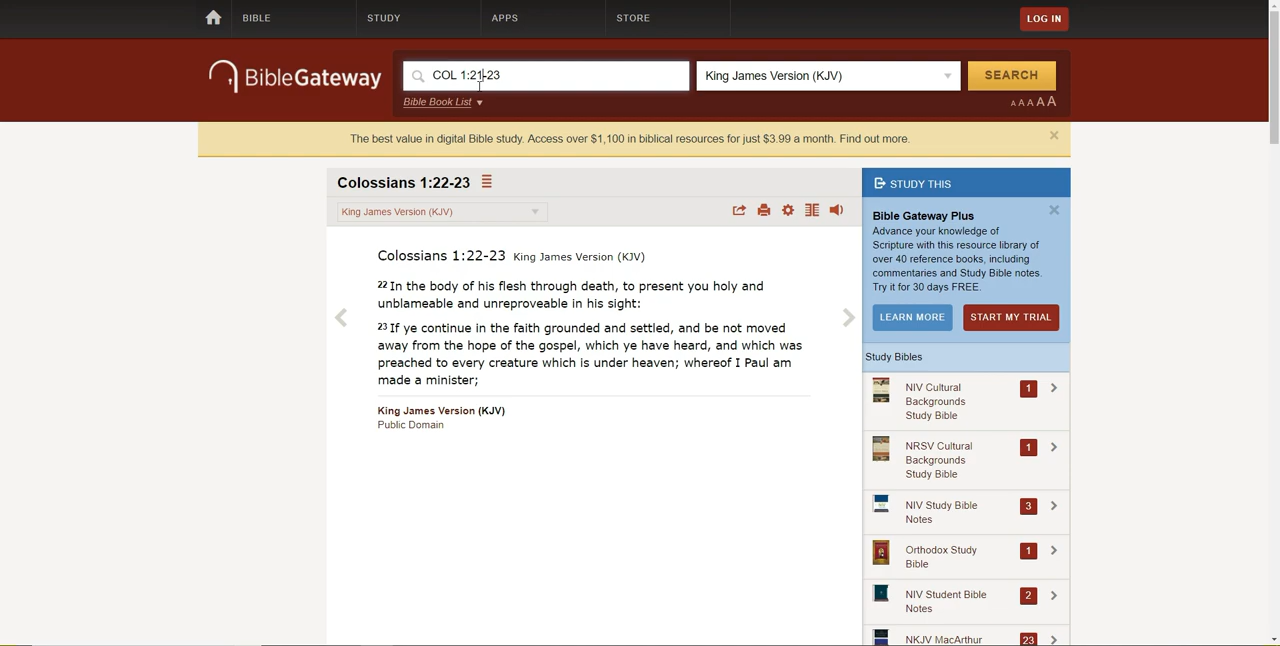 BIBLE STUDY APPS STORE LOG IN
BibleGateway COL 1:21-23 King James Version (KJV) SEARCH
Bible Book List A A A A A
The best value in digital Bible study. Access over $1,100 in biblical resources for just $3.99 a month. Find out more.
Colossians 1:22-23
King James Version (KJV)
Colossians 1:22-23 King James Version (KJV)
22 In the body of his flesh through death, to present you holy and
unblameable and unreproveable in his sight:
23 If ye continue in the faith grounded and settled, and be not moved
away from the hope of the gospel, which ye have heard, and which was
preached to every creature which is under heaven; whereof I Paul am
made a minister;
King James Version (KJV)
Public Domain
STUDY THIS
Bible Gateway Plus
Advance your knowledge of
Scripture with this resource library of
over 40 reference books, including
commentaries and Study Bible notes.
Try it for 30 days FREE.
LEARN MORE START MY TRIAL
Study Bibles
NIV Cultural
Backgrounds
Study Bible
1
NRSV Cultural
Backgrounds
Study Bible
1
NIV Study Bible
Notes
3
Orthodox Study
Bible
1
NIV Student Bible
Notes
2
NKJV MacArthur
23